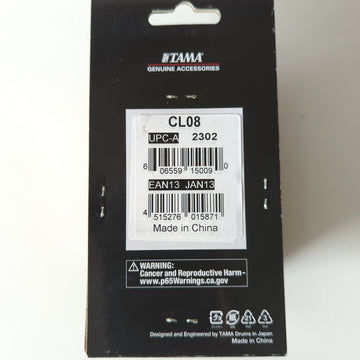 TAMA
GENUINE ACCESSORIES
CL08
UPC-A 2302
6 06559 15009 0
EAN13 JAN13
4 515276 015871
Made in China
WARNING:
Cancer and Reproductive Harm -
www.p65Warnings.ca.gov
Designed and Engineered by TAMA Drums in Japan
Made in China